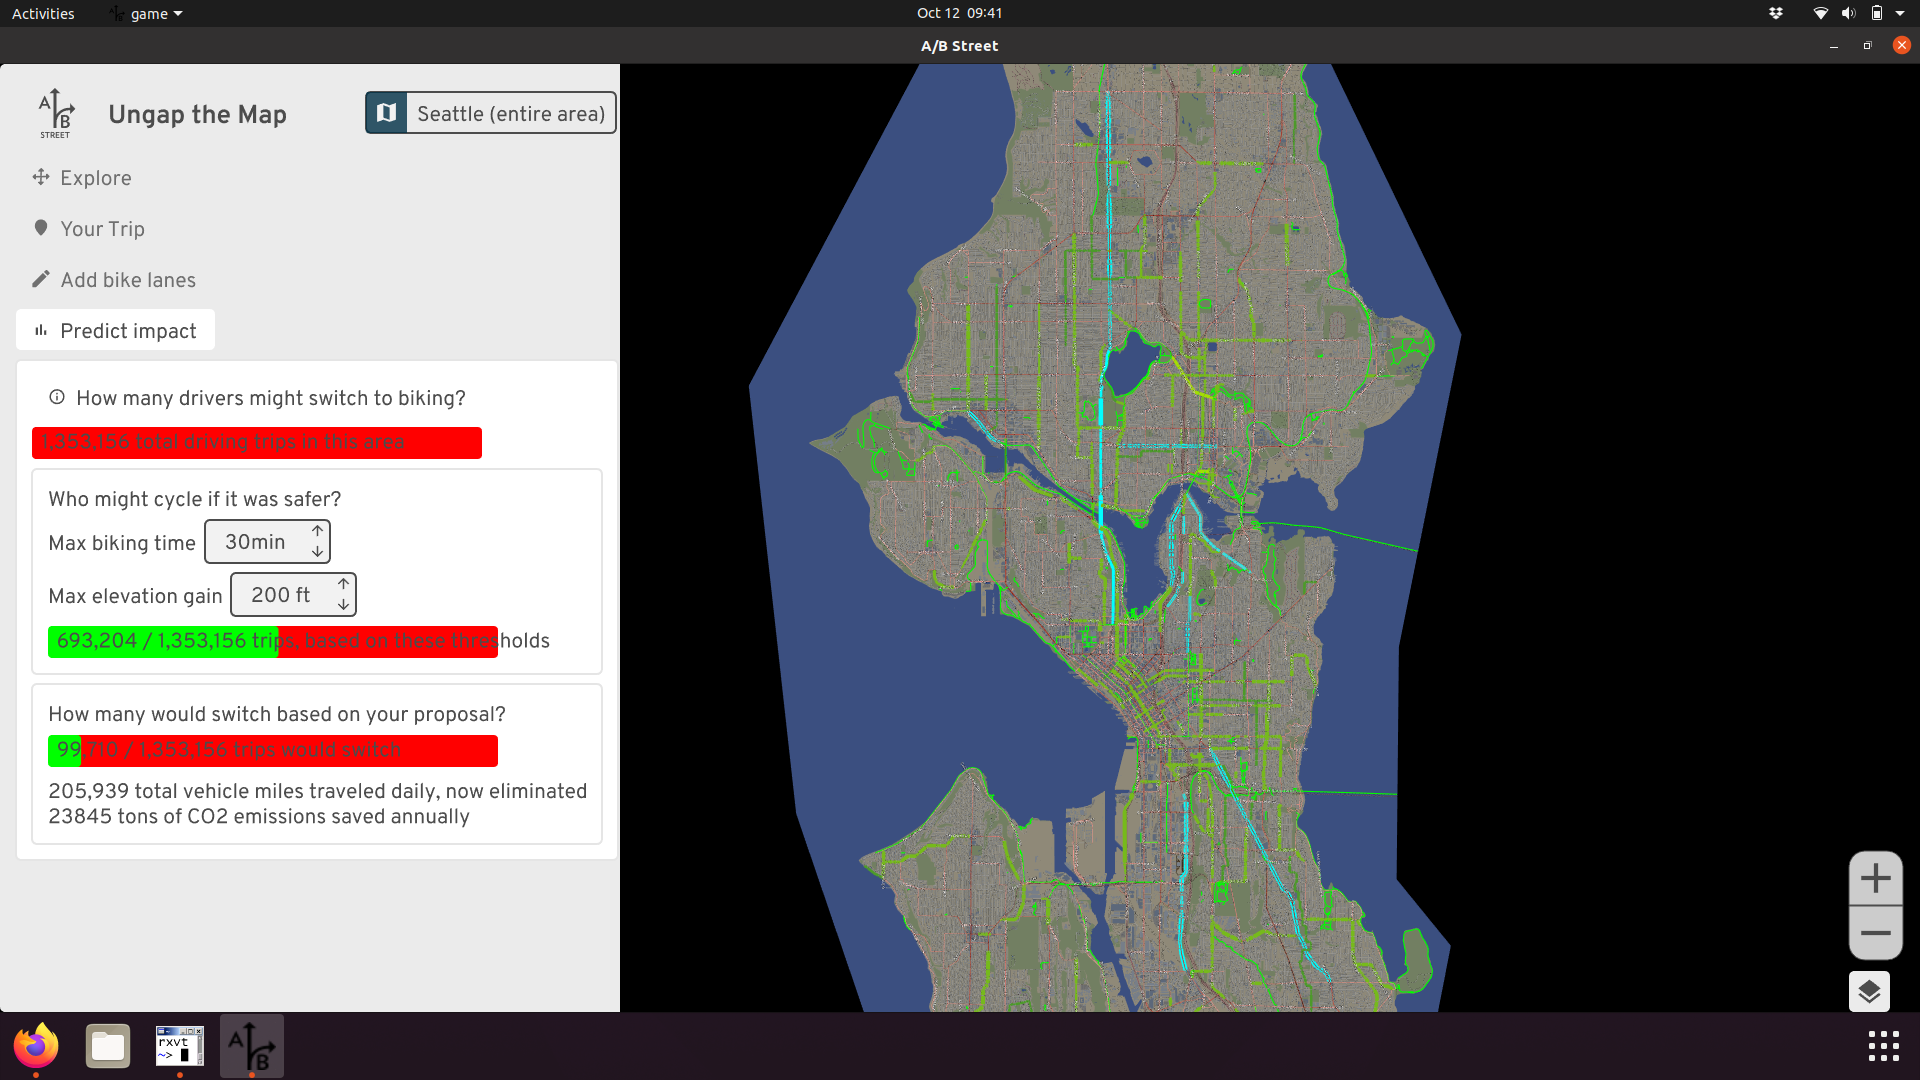 Activities
game
Oct 12 09:41
A/B Street
A
B
STREET
Ungap the Map
Seattle (entire area)
Explore
Your Trip
Add bike lanes
Predict impact
How many drivers might switch to biking?
1,353,156 total driving trips in this area
Who might cycle if it was safer?
Max biking time 30min
Max elevation gain 200 ft
693,204 / 1,353,156 trips, based on these thresholds
How many would switch based on your proposal?
99,710 / 1,353,156 trips would switch
205,939 total vehicle miles traveled daily, now eliminated
23845 tons of CO2 emissions saved annually
rxvt
~>
A
B